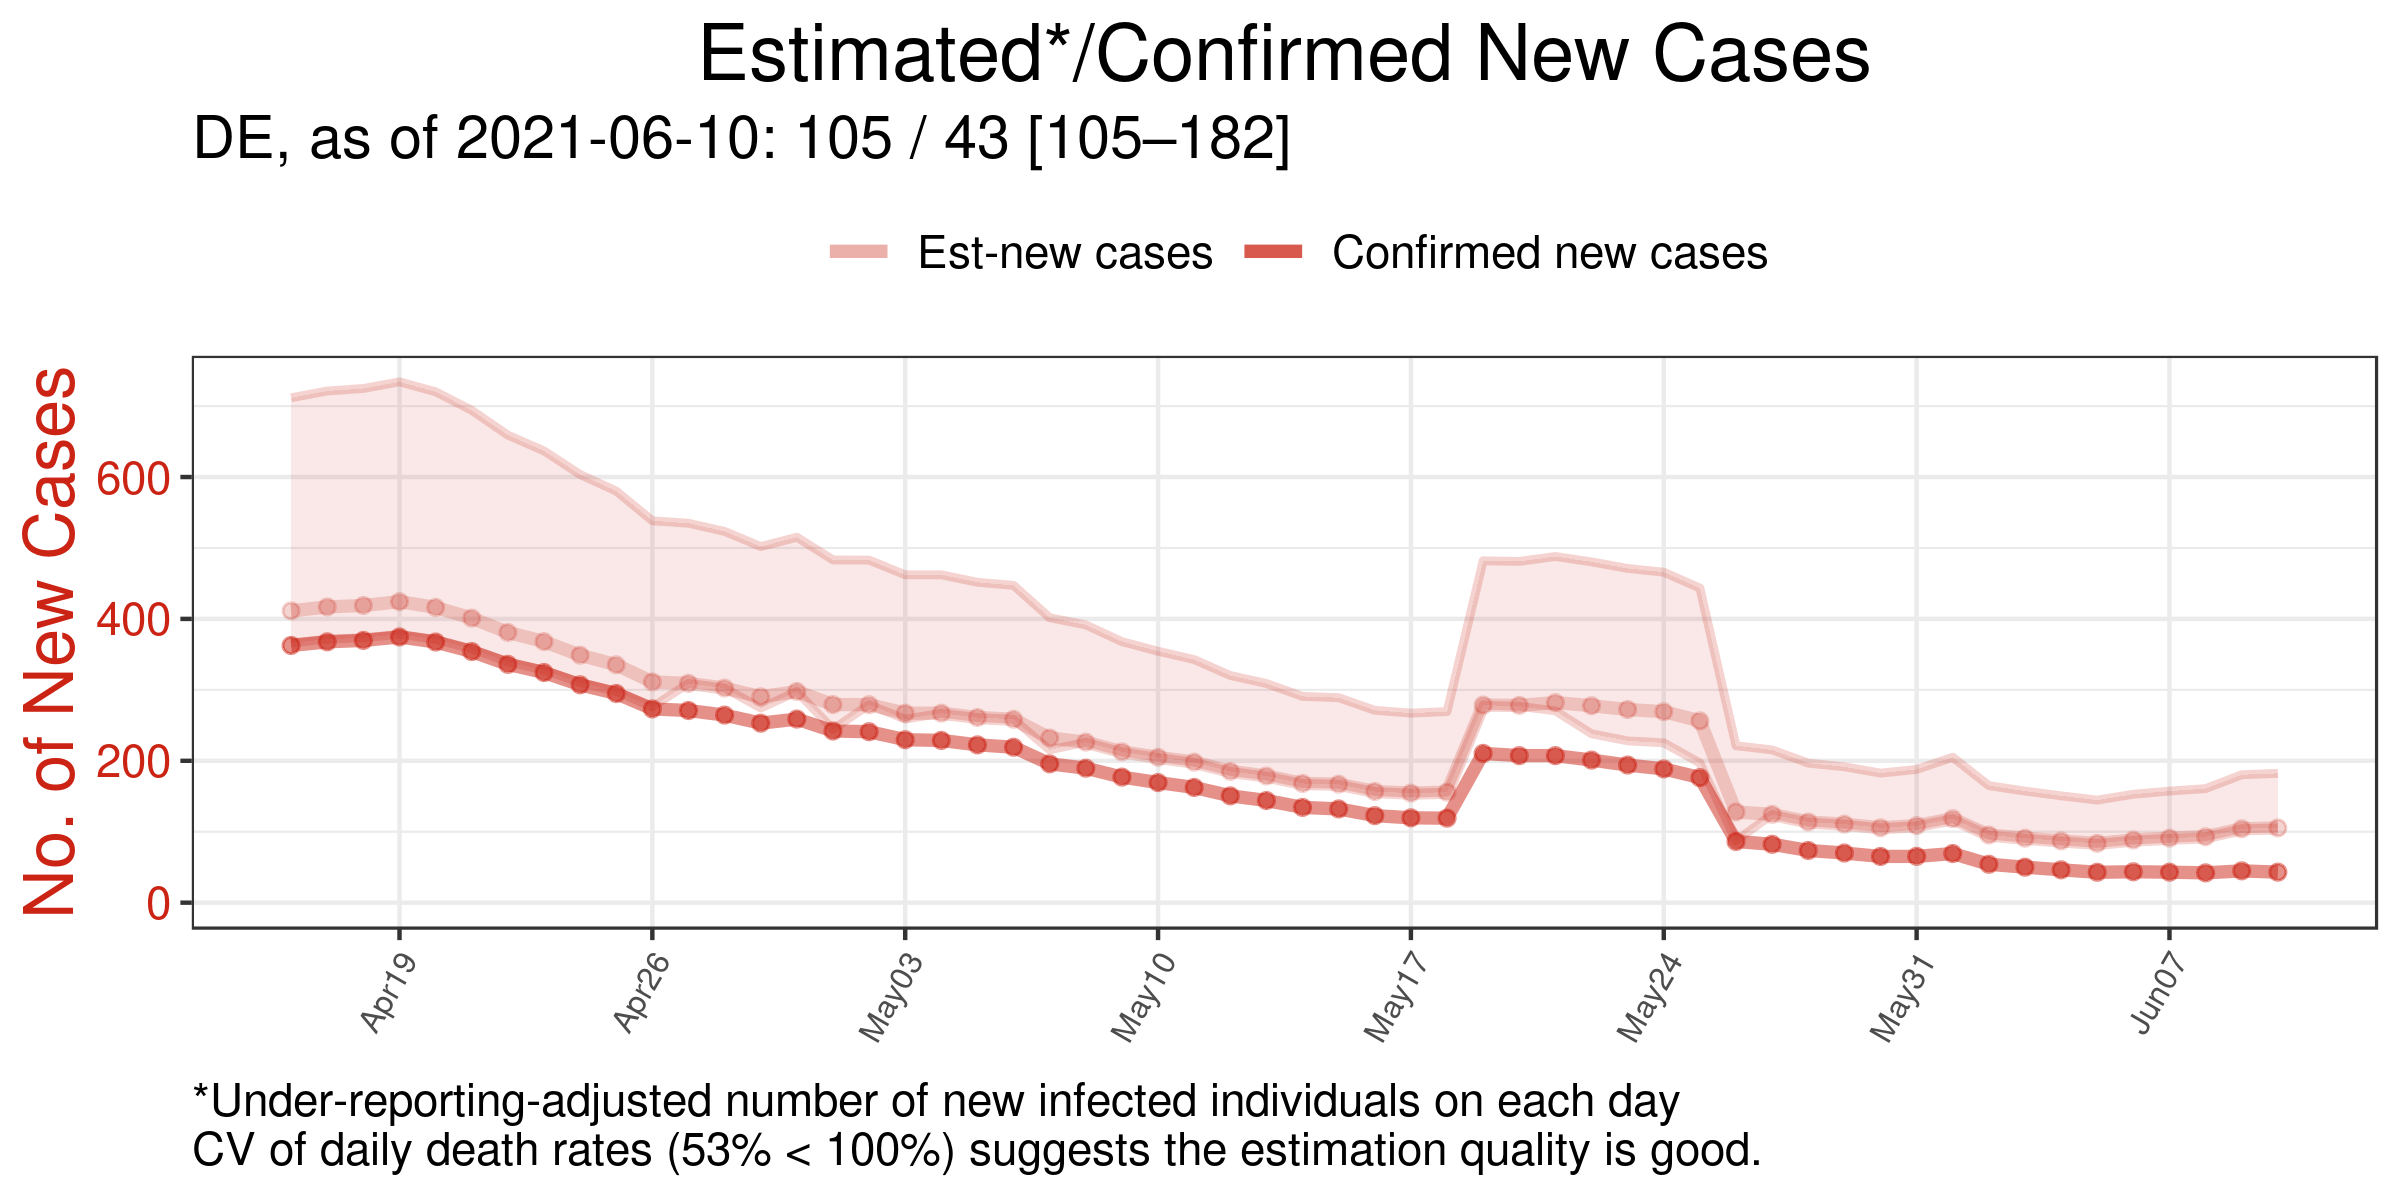 Estimated*/Confirmed New Cases
DE, as of 2021-06-10: 105 / 43 [105–182]
Est-new cases
Confirmed new cases
No. of New Cases
600
400
200
0
Apr19
Apr26
May03
May10
May17
May24
May31
Jun07
*Under-reporting-adjusted number of new infected individuals on each day
CV of daily death rates (53% < 100%) suggests the estimation quality is good.